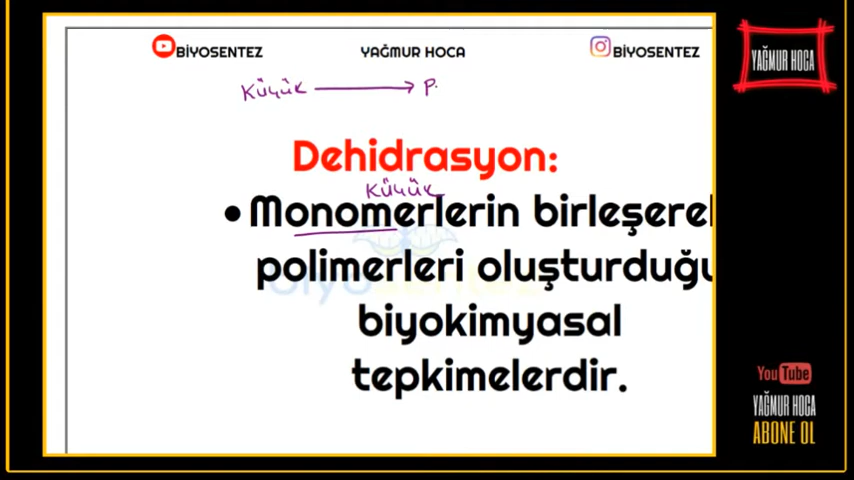 BİYOSENTEZ
YAĞMUR HOCA
BİYOSENTEZ
YAĞMUR HOCA
Küçük → p.
Dehidrasyon:
Küçük
• Monomerlerin birleşerek
polimerleri oluşturduğu
biyokimyasal
tepkimelerdir.
YouTube
YAĞMUR HOCA
ABONE OL